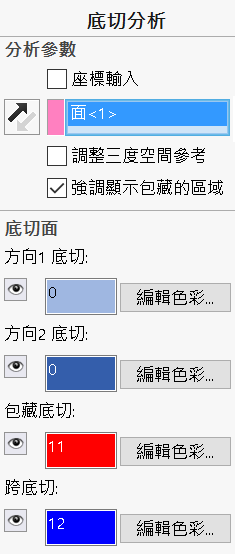 底切分析
分析參數
座標輸入
面<1>
調整三度空間參考
強調顯示包藏的區域
底切面
方向1 底切:
0 編輯色彩...
方向2 底切:
0 編輯色彩...
包藏底切:
11 編輯色彩...
跨底切:
12 編輯色彩...